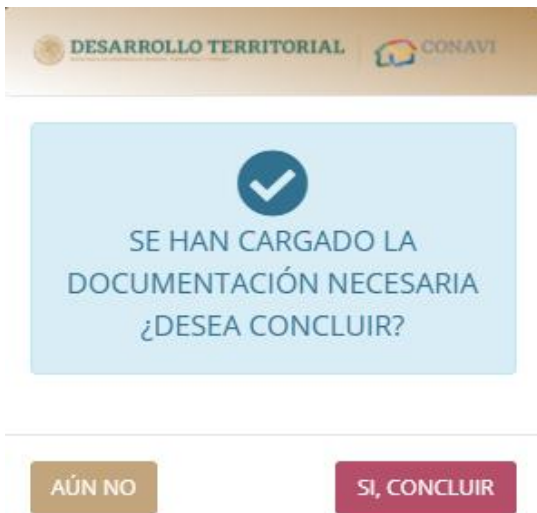 DESARROLLO TERRITORIAL CONAVI
SE HAN CARGADO LA
DOCUMENTACIÓN NECESARIA
¿DESEA CONCLUIR?
AÚN NO SI, CONCLUIR